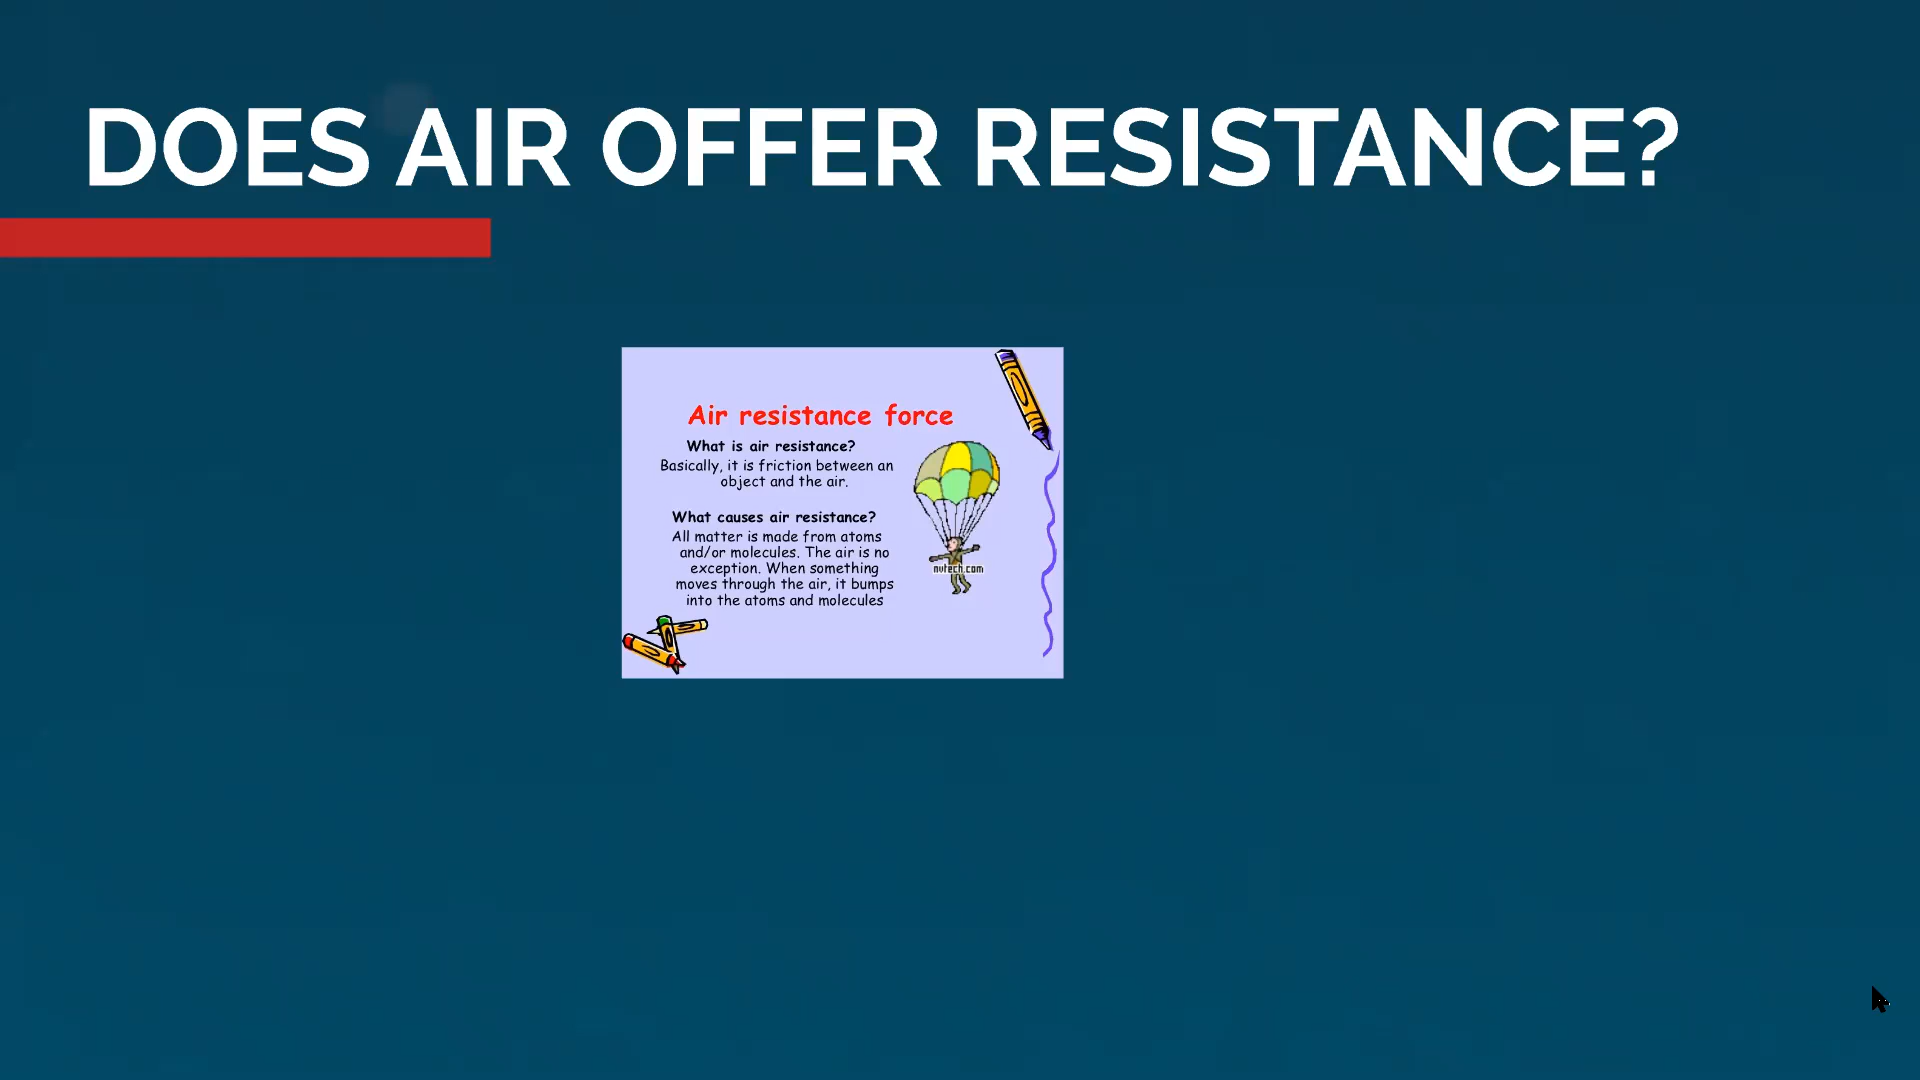 DOES AIR OFFER RESISTANCE?
Air resistance force
What is air resistance?
Basically, it is friction between an
object and the air.
What causes air resistance?
All matter is made from atoms
and/or molecules. The air is no
exception. When something
moves through the air, it bumps
into the atoms and molecules
nvtech.com